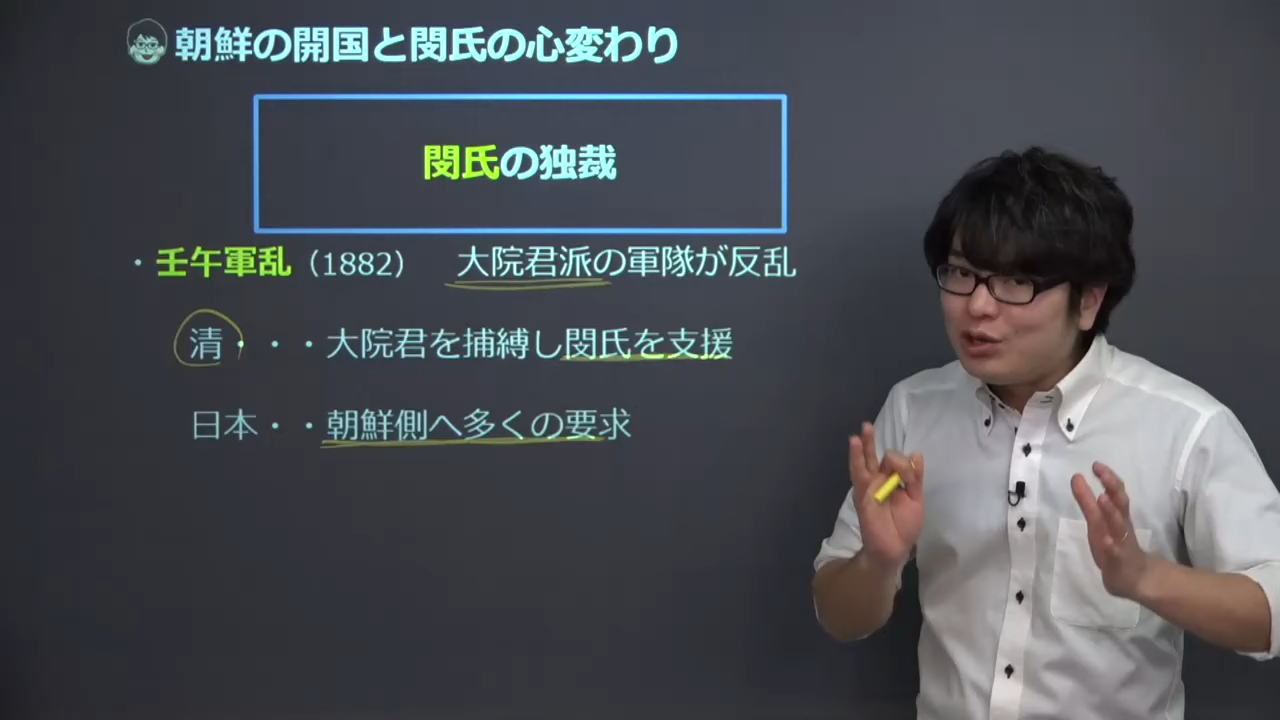 朝鮮の開国と閔氏の心変わり
閔氏の独裁
・壬午軍乱（1882） 大院君派の軍隊が反乱
清・・・大院君を捕縛し閔氏を支援
日本・・朝鮮側へ多くの要求